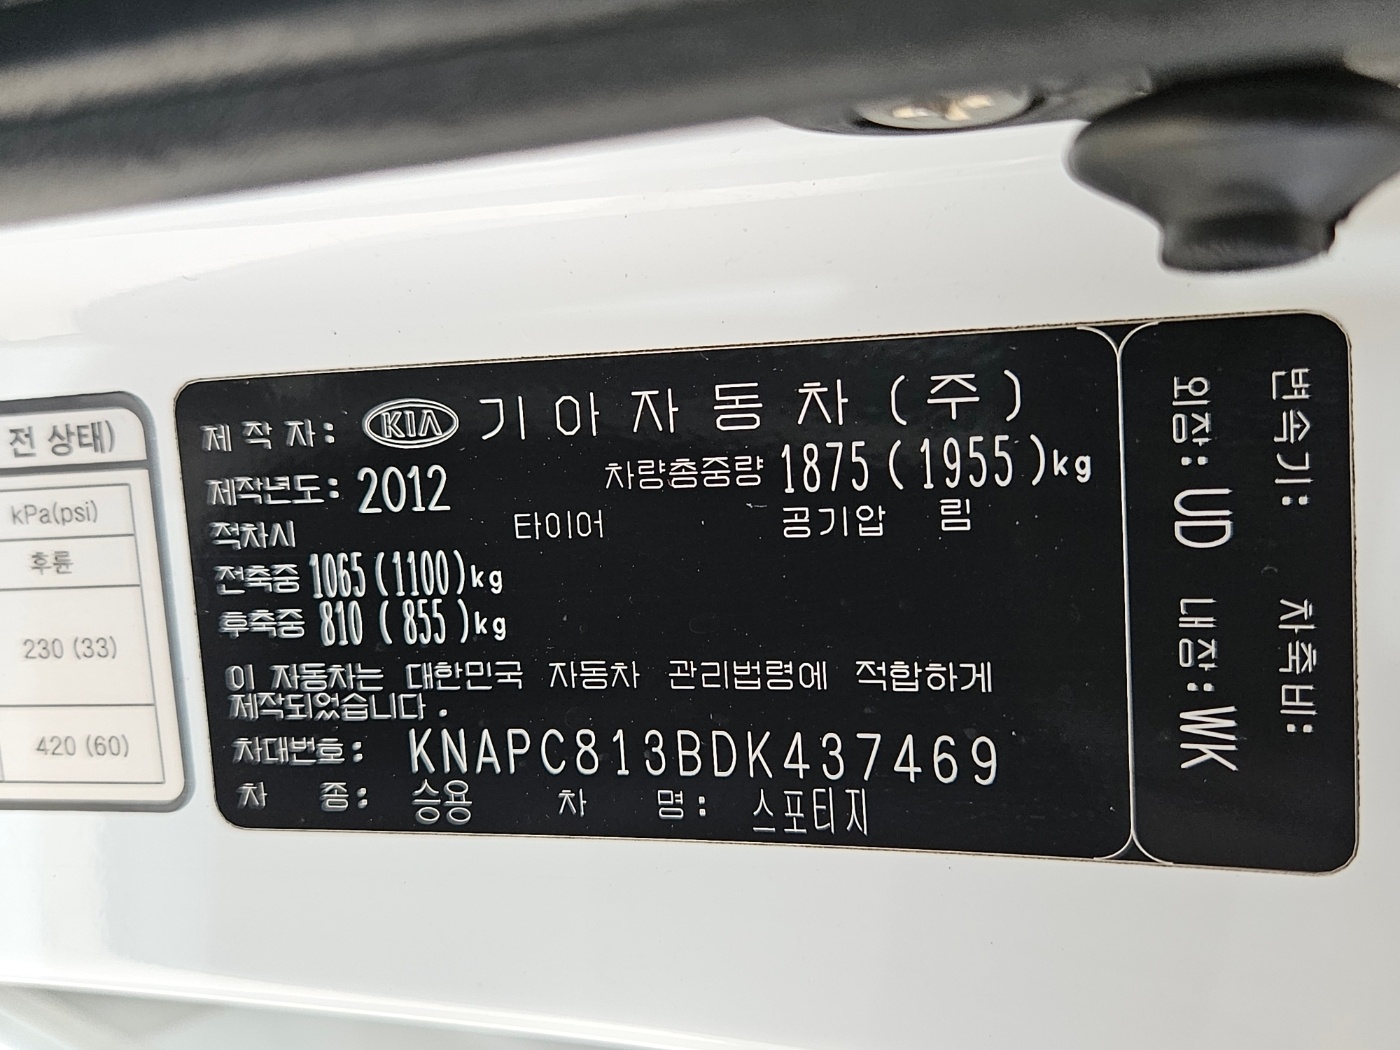 전 상태)
kPa(psi)
후륜
230 (33)
420 (60)
제작자: KIA 기아자동차(주)
제작년도: 2012 차량총중량 1875(1955)kg
적차시 타이어 공기압 림
전축중 1065(1100)kg
후축중 810 (855)kg
이 자동차는 대한민국 자동차 관리법령에 적합하게
제작되었습니다.
차대번호: KNAPC813BDK437469
차 종: 승용 차 명: 스포티지
변속기: 차축비:
외장: UD 내장: WK